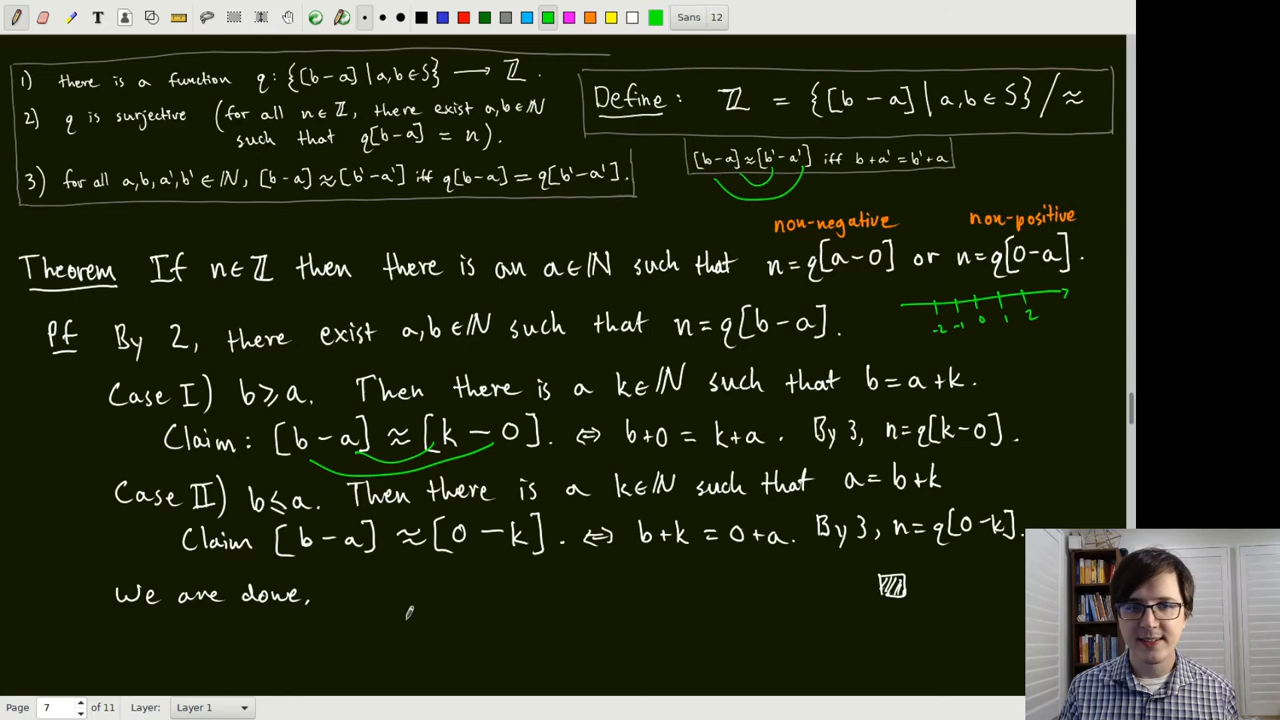 Sans 12
1) there is a function q: {[b-a] | a,b∈S} ⟶ ℤ.
2) q is surjective (for all n∈ℤ, there exist a,b∈ℕ
such that q[b-a] = n).
3) for all a,b,a',b'∈ℕ, [b-a]≈[b'-a'] iff q[b-a]=q[b'-a'].
Define: ℤ = {[b-a] | a,b∈S}/≈
[b-a]≈[b'-a'] iff b+a'=b'+a
non-negative non-positive
Theorem If n∈ℤ then there is an a∈ℕ such that n=q[a-0] or n=q[0-a].
-2 -1 0 1 2
Pf By 2, there exist a,b∈ℕ such that n=q[b-a].
Case I) b≥a. Then there is a k∈ℕ such that b=a+k.
Claim: [b-a]≈[k-0]. ⇔ b+0=k+a. By 3, n=q[k-0].
Case II) b≤a. Then there is a k∈ℕ such that a=b+k
Claim [b-a]≈[0-k]. ⇔ b+k=0+a. By 3, n=q[0-k].
We are done.
Page 7 of 11 Layer: Layer 1